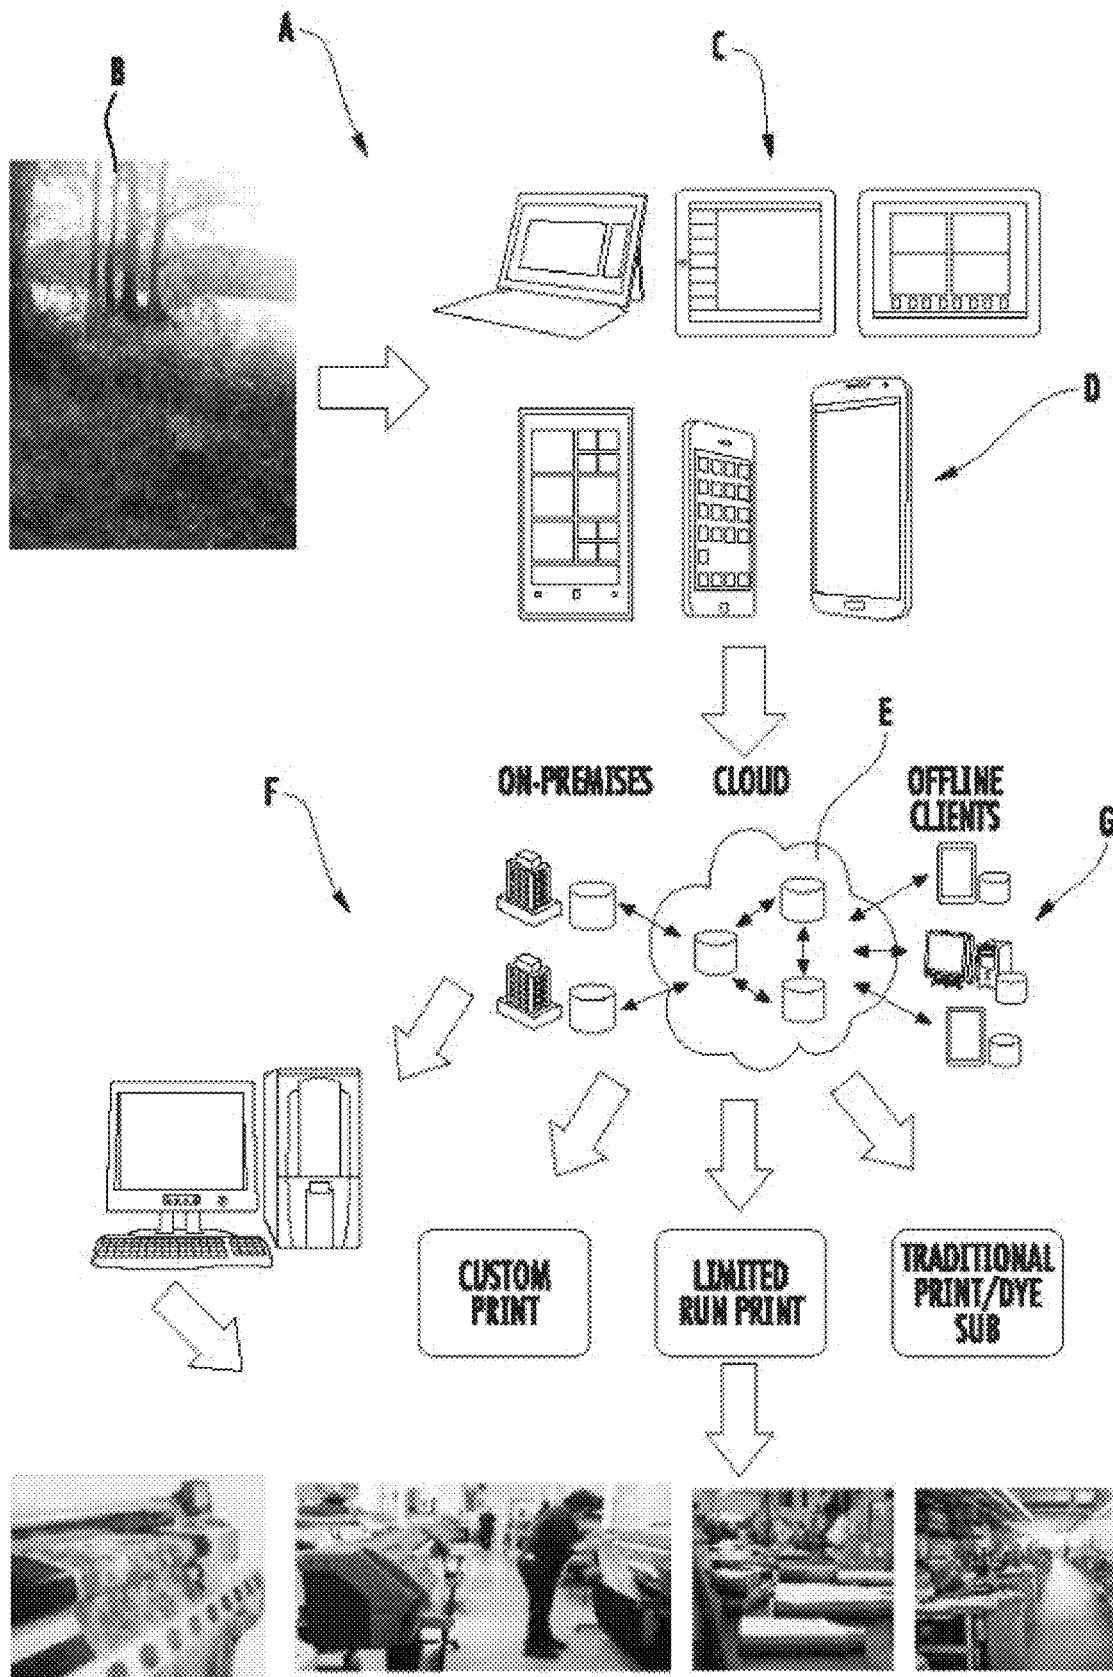 A
B
C
D
E
ON-PREMISES
CLOUD
OFFLINE
CLIENTS
F
G
CUSTOM
PRINT
LIMITED
RUN PRINT
TRADITIONAL
PRINT/DYE
SUB